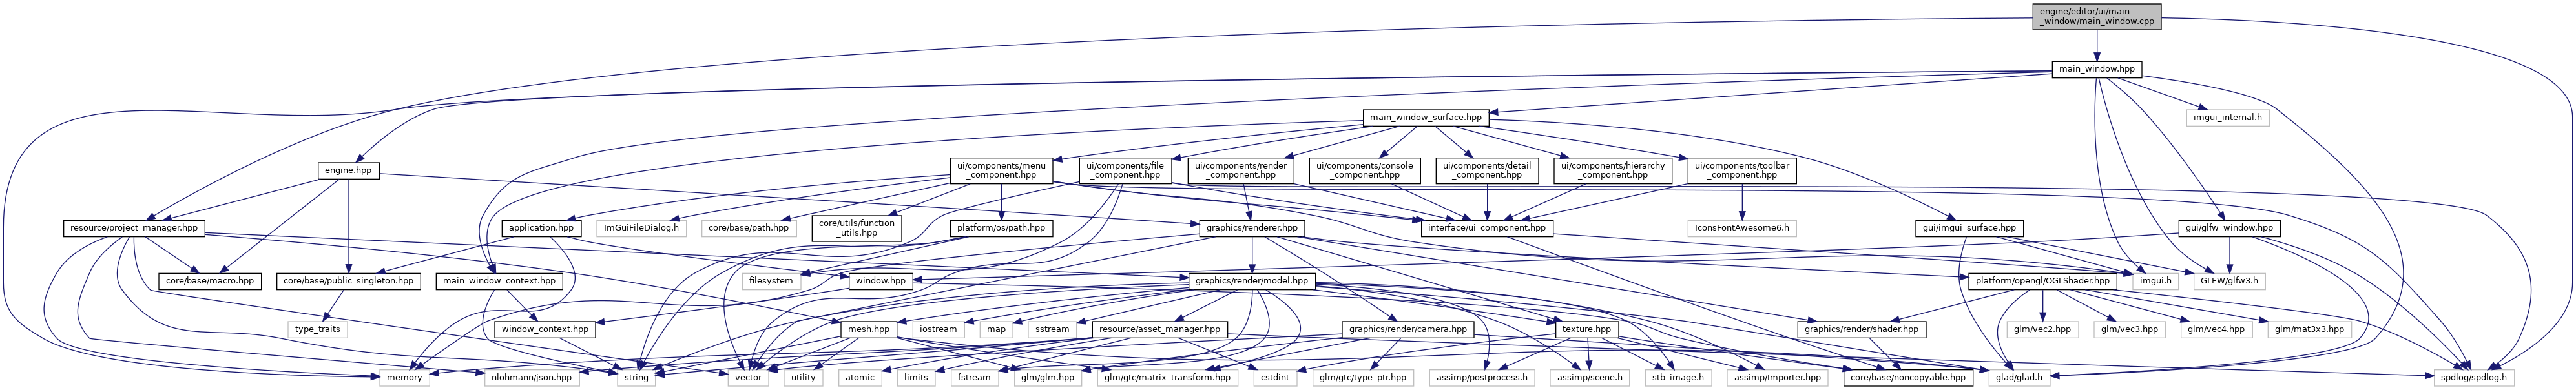 engine/editor/ui/main
_window/main_window.cpp
main_window.hpp
main_window_surface.hpp
imgui_internal.h
engine.hpp
ui/components/menu
_component.hpp
ui/components/file
_component.hpp
ui/components/render
_component.hpp
ui/components/console
_component.hpp
ui/components/detail
_component.hpp
ui/components/hierarchy
_component.hpp
ui/components/toolbar
_component.hpp
resource/project_manager.hpp
application.hpp
ImGuiFileDialog.h
core/base/path.hpp
core/utils/function
_utils.hpp
platform/os/path.hpp
graphics/renderer.hpp
interface/ui_component.hpp
IconsFontAwesome6.h
gui/imgui_surface.hpp
gui/glfw_window.hpp
core/base/macro.hpp
core/base/public_singleton.hpp
main_window_context.hpp
filesystem
window.hpp
graphics/render/model.hpp
platform/opengl/OGLShader.hpp
imgui.h
GLFW/glfw3.h
type_traits
window_context.hpp
mesh.hpp
iostream
map
sstream
resource/asset_manager.hpp
graphics/render/camera.hpp
texture.hpp
graphics/render/shader.hpp
glm/vec2.hpp
glm/vec3.hpp
glm/vec4.hpp
glm/mat3x3.hpp
memory
nlohmann/json.hpp
string
vector
utility
atomic
limits
fstream
glm/glm.hpp
glm/gtc/matrix_transform.hpp
cstdint
glm/gtc/type_ptr.hpp
assimp/postprocess.h
assimp/scene.h
stb_image.h
assimp/Importer.hpp
core/base/noncopyable.hpp
glad/glad.h
spdlog/spdlog.h